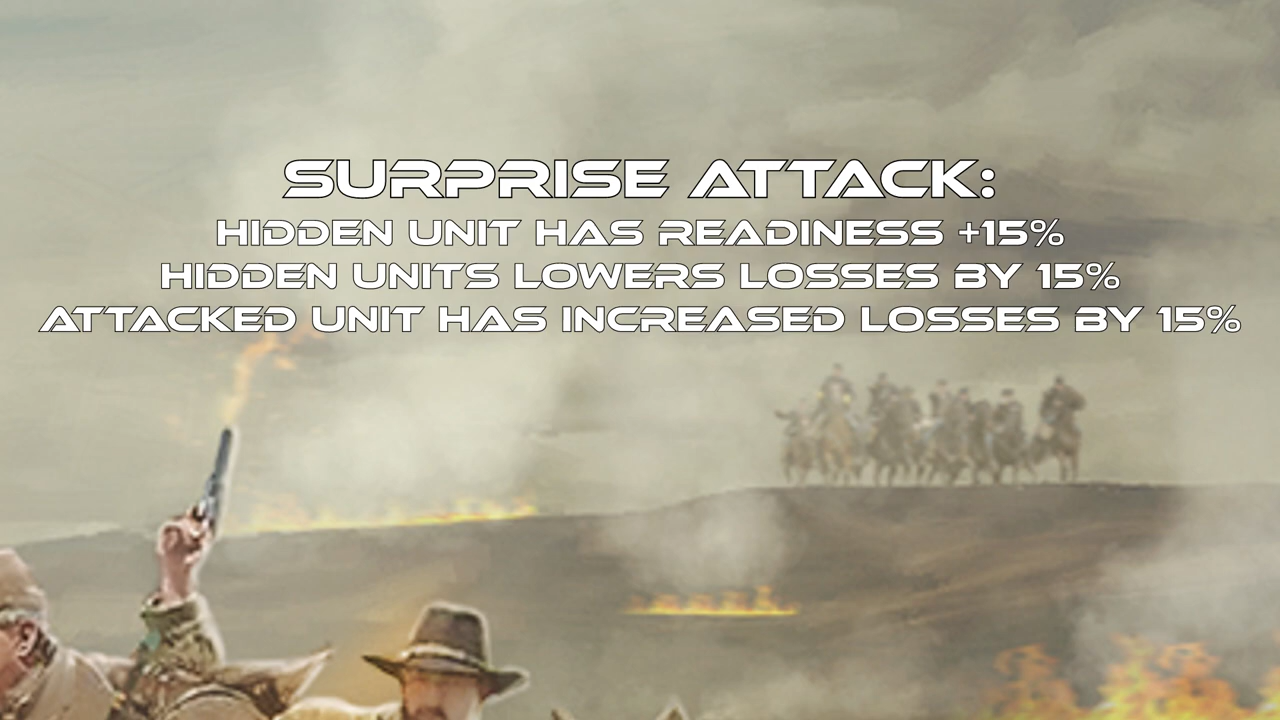 SURPRISE ATTACK:
HIDDEN UNIT HAS READINESS +15%
HIDDEN UNITS LOWERS LOSSES BY 15%
ATTACKED UNIT HAS INCREASED LOSSES BY 15%